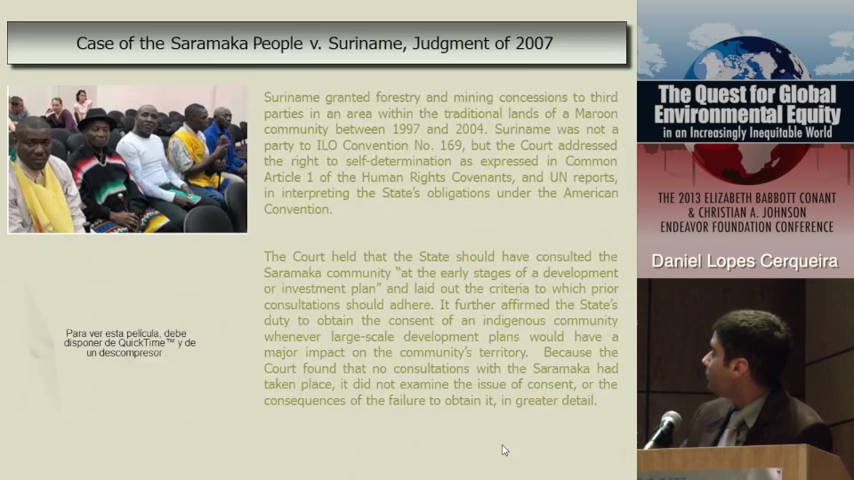 Case of the Saramaka People v. Suriname, Judgment of 2007
Suriname granted forestry and mining concessions to third
parties in an area within the traditional lands of a Maroon
community between 1997 and 2004. Suriname was not a
party to ILO Convention No. 169, but the Court addressed
the right to self-determination as expressed in Common
Article 1 of the Human Rights Covenants, and UN reports,
in interpreting the State's obligations under the American
Convention.
The Court held that the State should have consulted the
Saramaka community "at the early stages of a development
or investment plan" and laid out the criteria to which prior
consultations should adhere. It further affirmed the State's
duty to obtain the consent of an indigenous community
whenever large-scale development plans would have a
major impact on the community's territory. Because the
Court found that no consultations with the Saramaka had
taken place, it did not examine the issue of consent, or the
consequences of the failure to obtain it, in greater detail.
Para ver esta película, debe
disponer de QuickTime™ y de
un descompresor .
The Quest for Global
Environmental Equity
in an Increasingly Inequitable World
THE 2013 ELIZABETH BABBOTT CONANT
& CHRISTIAN A. JOHNSON
ENDEAVOR FOUNDATION CONFERENCE
Daniel Lopes Cerqueira